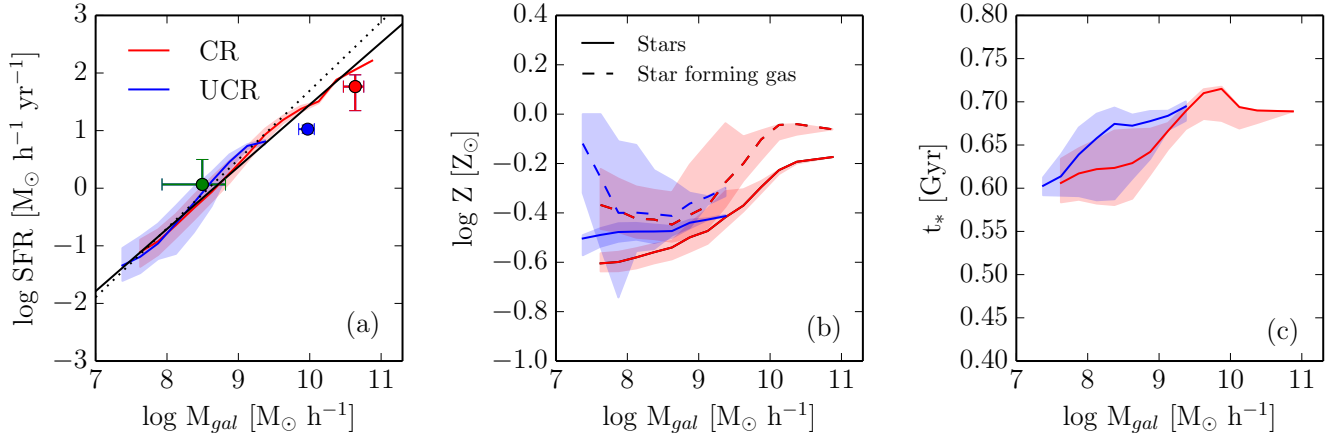 log SFR [M⊙ h⁻¹ yr⁻¹]
3
2
1
0
−1
−2
−3
CR
UCR
(a)
7 8 9 10 11
log M_gal [M⊙ h⁻¹]
log Z [Z⊙]
0.4
0.2
0.0
−0.2
−0.4
−0.6
−0.8
−1.0
Stars
Star forming gas
(b)
7 8 9 10 11
log M_gal [M⊙ h⁻¹]
t_* [Gyr]
0.80
0.75
0.70
0.65
0.60
0.55
0.50
0.45
0.40
(c)
7 8 9 10 11
log M_gal [M⊙ h⁻¹]